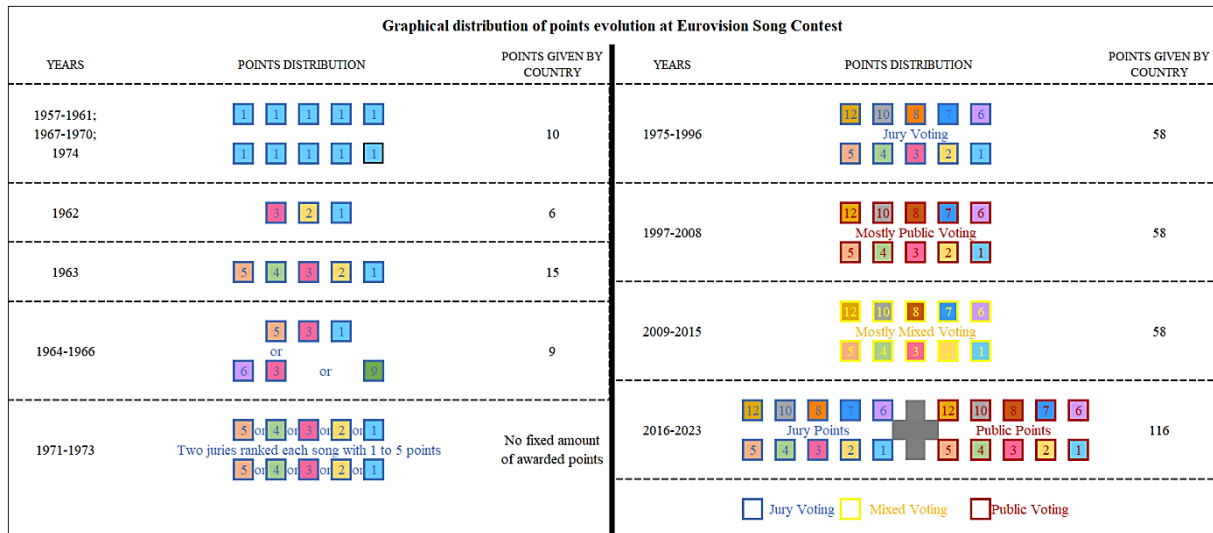 Graphical distribution of points evolution at Eurovision Song Contest
YEARS
POINTS DISTRIBUTION
POINTS GIVEN BY
COUNTRY
1957-1961;
1967-1970;
1974
1 1 1 1 1
1 1 1 1 1
10
1962
3 2 1
6
1963
5 4 3 2 1
15
1964-1966
5 3 1
or
6 3 or 9
9
1971-1973
5 or 4 or 3 or 2 or 1
Two juries ranked each song with 1 to 5 points
5 or 4 or 3 or 2 or 1
No fixed amount
of awarded points
YEARS
POINTS DISTRIBUTION
POINTS GIVEN BY
COUNTRY
1975-1996
12 10 8 7 6
Jury Voting
5 4 3 2 1
58
1997-2008
12 10 8 7 6
Mostly Public Voting
5 4 3 2 1
58
2009-2015
12 10 8 7 6
Mostly Mixed Voting
5 4 3 2 1
58
2016-2023
12 10 8 7 6 12 10 8 7 6
Jury Points Public Points
5 4 3 2 1 5 4 3 2 1
116
Jury Voting Mixed Voting Public Voting